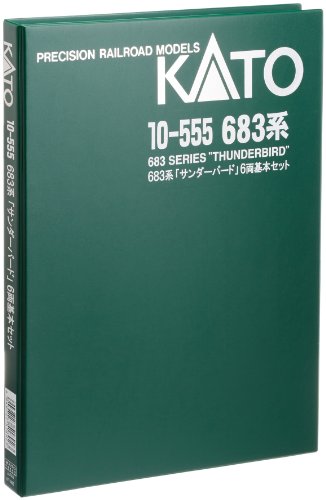 PRECISION RAILROAD MODELS
KATO
10-555 683系
683 SERIES "THUNDERBIRD"
683系「サンダーバード」6両基本セット
KATO
10-555 683系「サンダーバード」6両基本セット